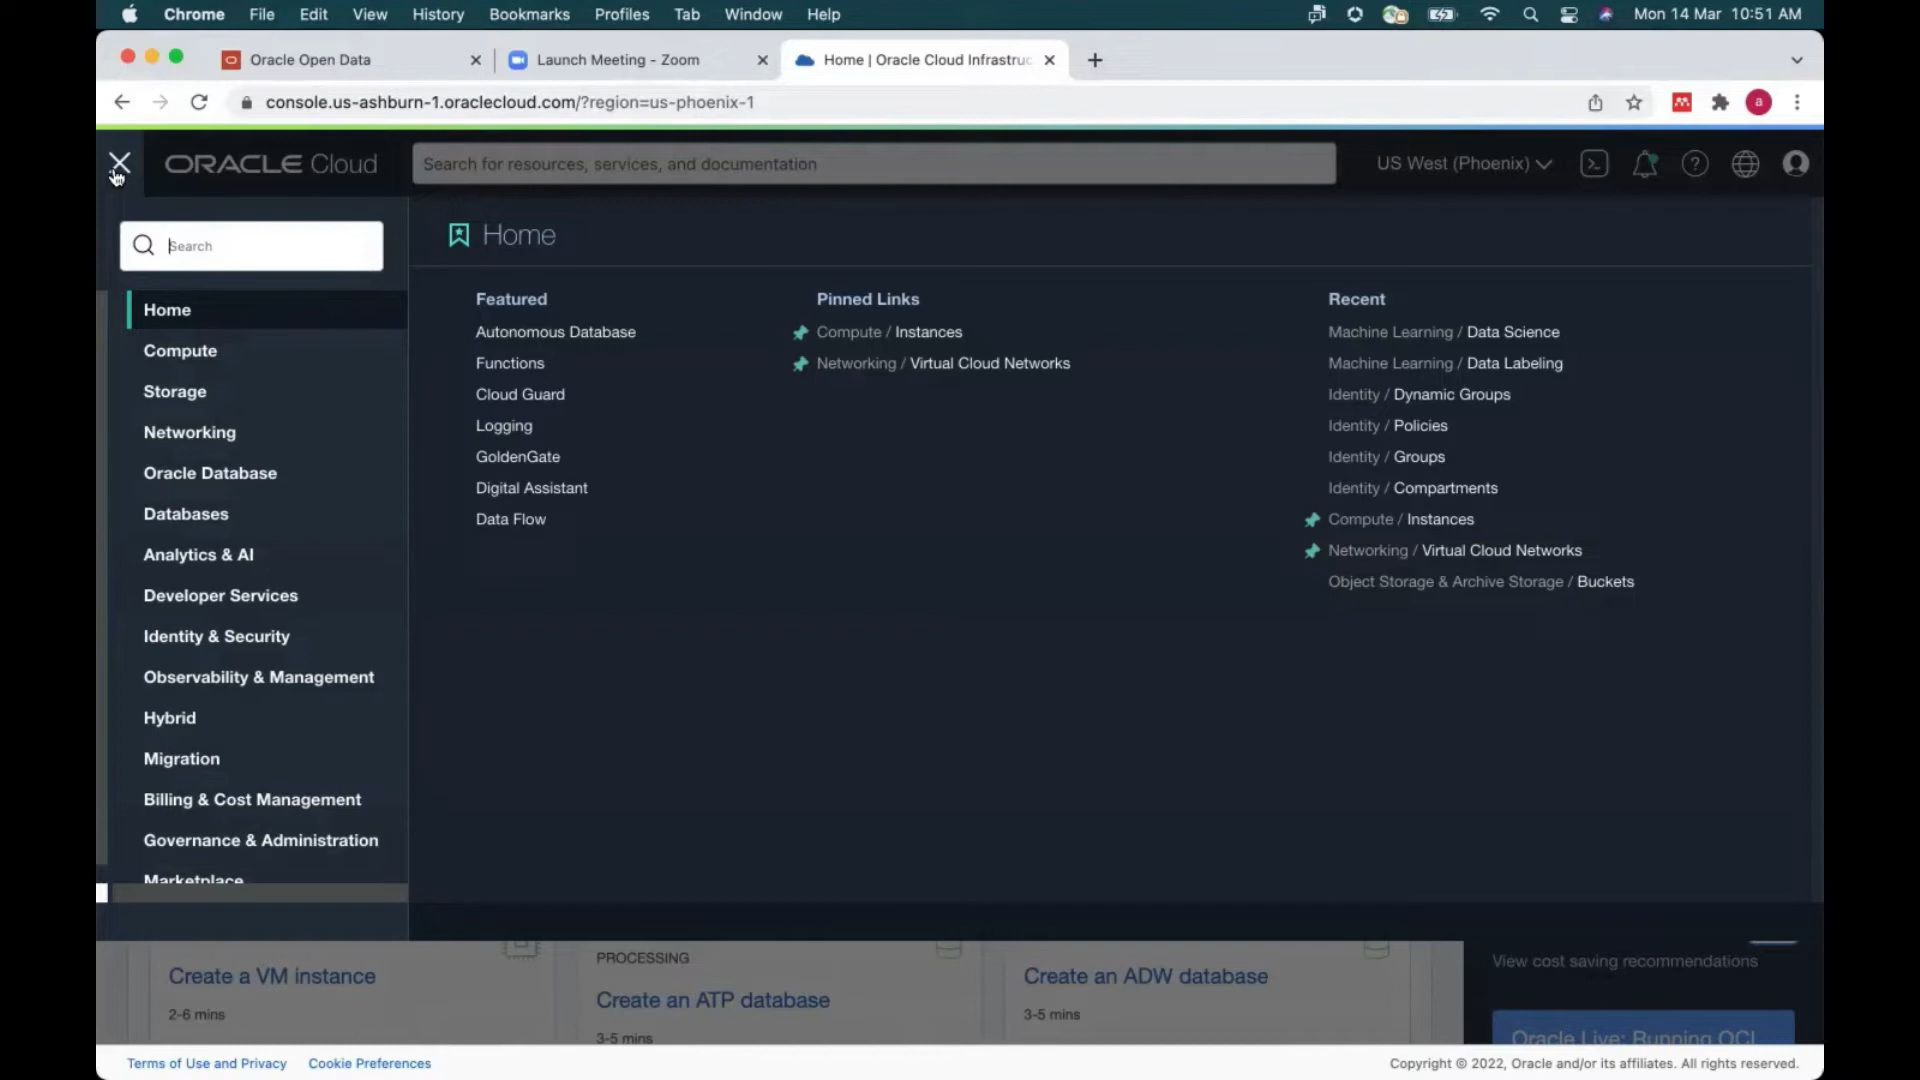 Chrome File Edit View History Bookmarks Profiles Tab Window Help Mon 14 Mar 10:51 AM
Oracle Open Data Launch Meeting - Zoom Home | Oracle Cloud Infrastruc
console.us-ashburn-1.oraclecloud.com/?region=us-phoenix-1 a
ORACLE Cloud Search for resources, services, and documentation US West (Phoenix)
Search
Home
Home
Compute
Storage
Networking
Oracle Database
Databases
Analytics & AI
Developer Services
Identity & Security
Observability & Management
Hybrid
Migration
Billing & Cost Management
Governance & Administration
Marketplace
Featured
Autonomous Database
Functions
Cloud Guard
Logging
GoldenGate
Digital Assistant
Data Flow
Pinned Links
Compute / Instances
Networking / Virtual Cloud Networks
Recent
Machine Learning / Data Science
Machine Learning / Data Labeling
Identity / Dynamic Groups
Identity / Policies
Identity / Groups
Identity / Compartments
Compute / Instances
Networking / Virtual Cloud Networks
Object Storage & Archive Storage / Buckets
Create a VM instance
2-6 mins
PROCESSING
Create an ATP database
3-5 mins
Create an ADW database
3-5 mins
View cost saving recommendations
Oracle Live: Running OCI
Terms of Use and Privacy Cookie Preferences
Copyright © 2022, Oracle and/or its affiliates. All rights reserved.